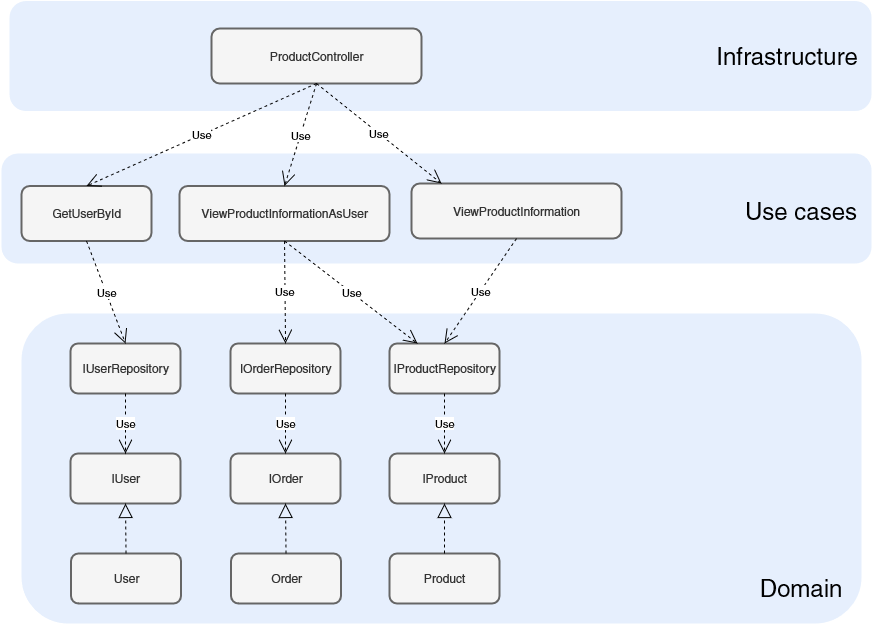 ProductController
Infrastructure
Use
Use
Use
GetUserById
ViewProductInformationAsUser
ViewProductInformation
Use cases
Use
Use
Use
Use
IUserRepository
IOrderRepository
IProductRepository
Use
Use
Use
IUser
IOrder
IProduct
User
Order
Product
Domain